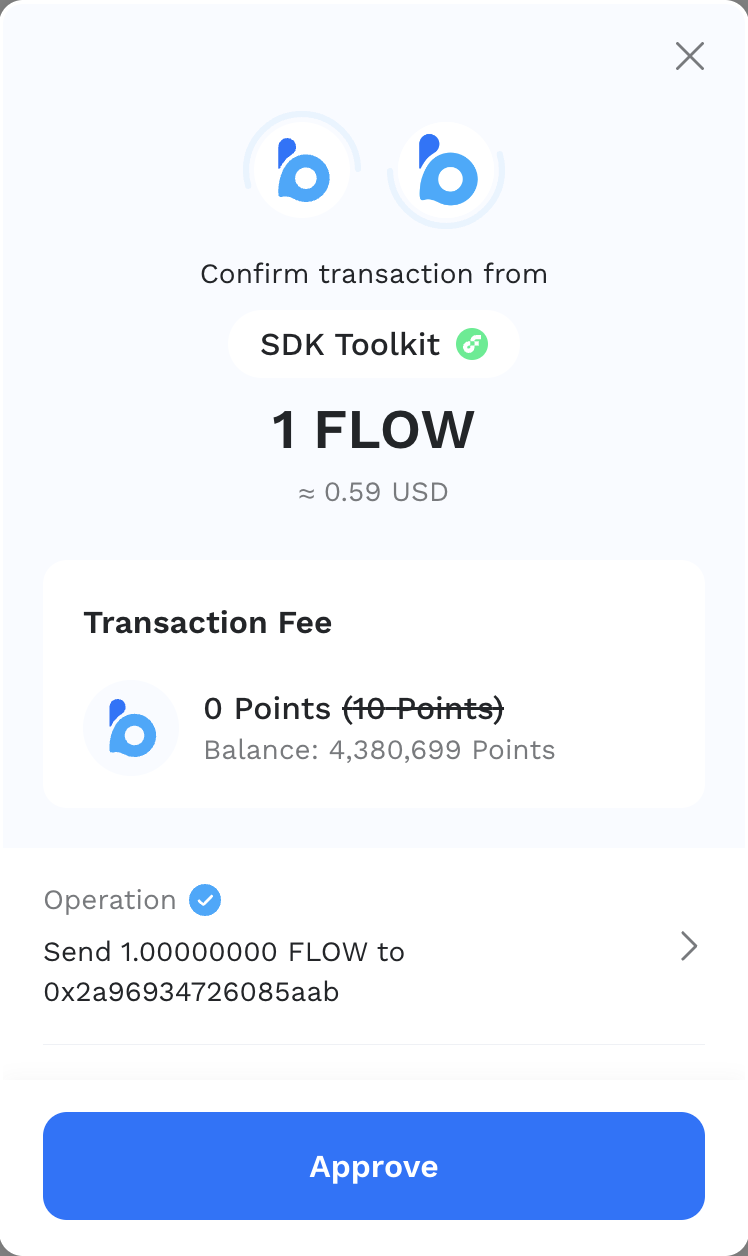 Confirm transaction from
SDK Toolkit
1 FLOW
≈ 0.59 USD
Transaction Fee
0 Points (10 Points)
Balance: 4,380,699 Points
Operation
Send 1.00000000 FLOW to
0x2a96934726085aab
Approve